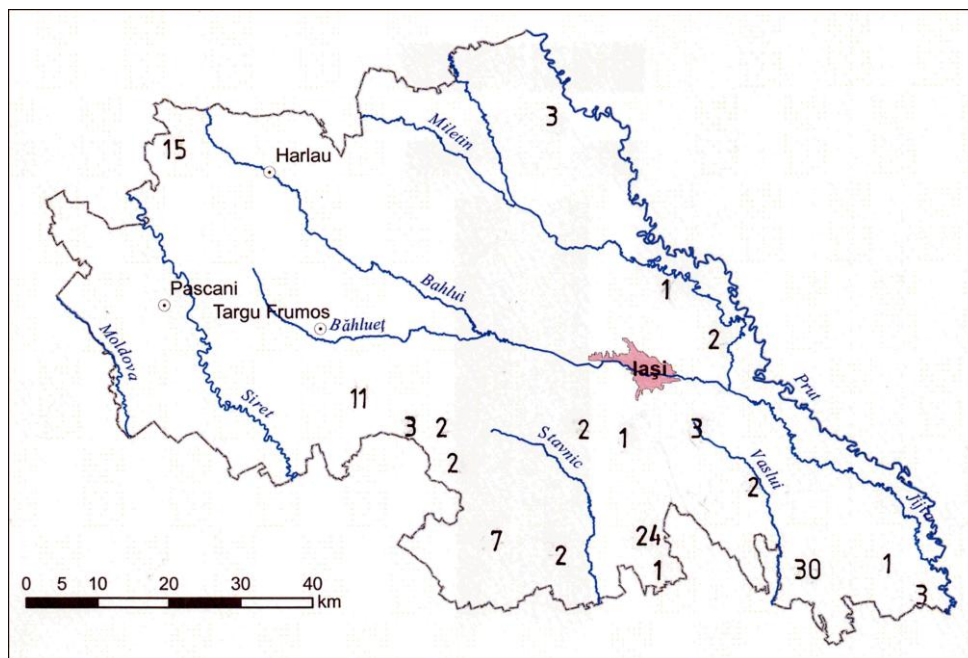 3
Miletin
15
Harlau
1
Pascani
Bahlui
Targu Frumos
Băhlueț
2
Moldova
Iaşi
Prut
Siret
11
3
2
2
1
3
Stavnic
2
Vaslui
2
Jijia
7
2
24
1
30
1
3
0 5 10 20 30 40
km